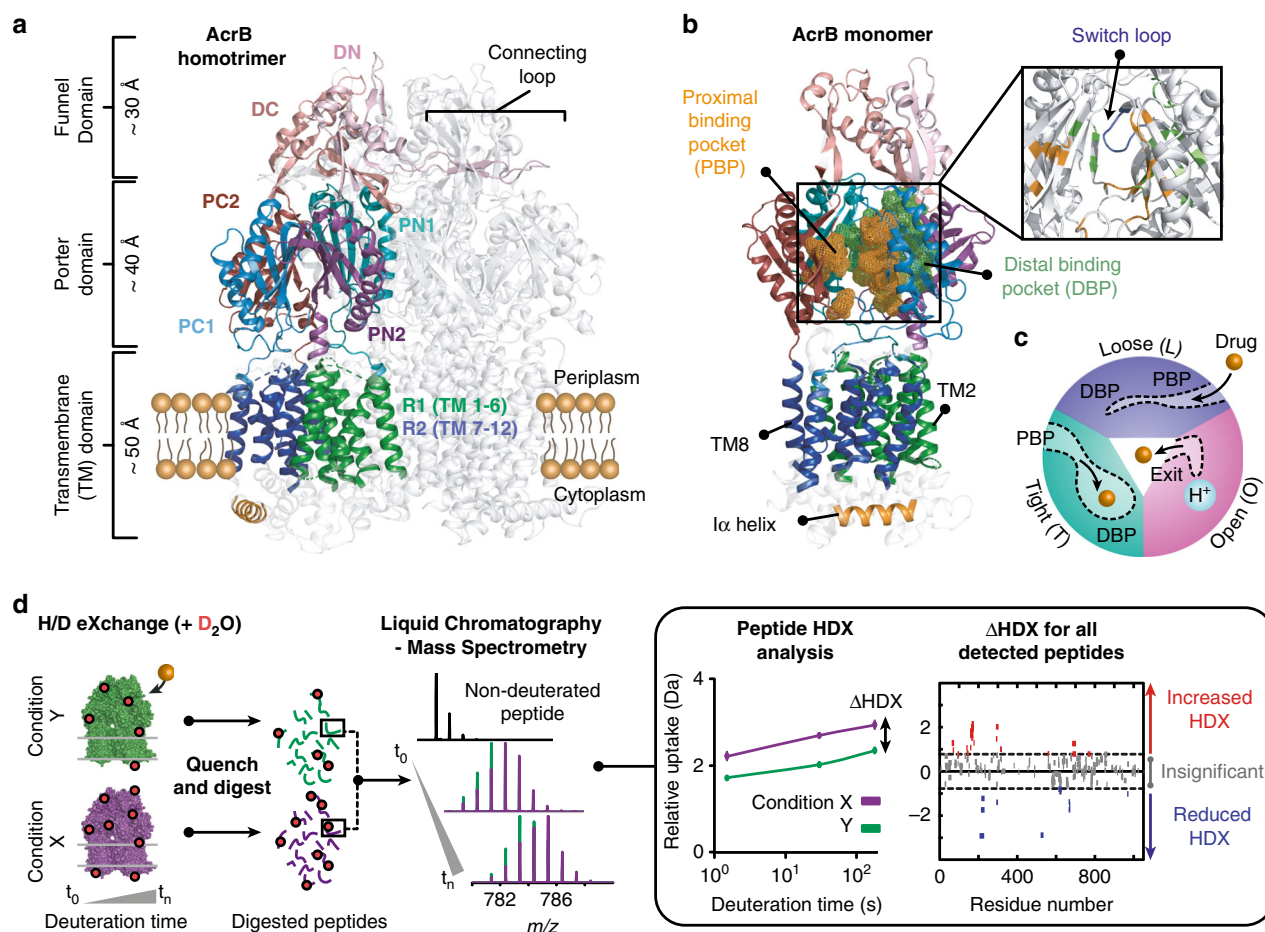 a
AcrB
homotrimer
DN
Connecting
loop
DC
Funnel
Domain
~ 30 Å
PC2
PN1
Porter
domain
~ 40 Å
PC1
PN2
Transmembrane
(TM) domain
~ 50 Å
R1 (TM 1-6)
R2 (TM 7-12)
Periplasm
Cytoplasm
b
AcrB monomer
Switch loop
Proximal
binding
pocket
(PBP)
Distal binding
pocket (DBP)
TM2
TM8
Iα helix
c
Loose (L)
Drug
DBP
PBP
PBP
Exit
H+
DBP
Tight (T)
Open (O)
d
H/D eXchange (+ D2O)
Condition
Y
Condition
X
t0
tn
Deuteration time
Quench
and digest
Digested peptides
Liquid Chromatography
- Mass Spectrometry
Non-deuterated
peptide
t0
tn
782
786
m/z
Peptide HDX
analysis
Relative uptake (Da)
4
2
0
ΔHDX
Condition X
Y
10^0
10^1
10^2
Deuteration time (s)
ΔHDX for all
detected peptides
2
0
−2
0
400
800
Residue number
Increased
HDX
Insignificant
Reduced
HDX